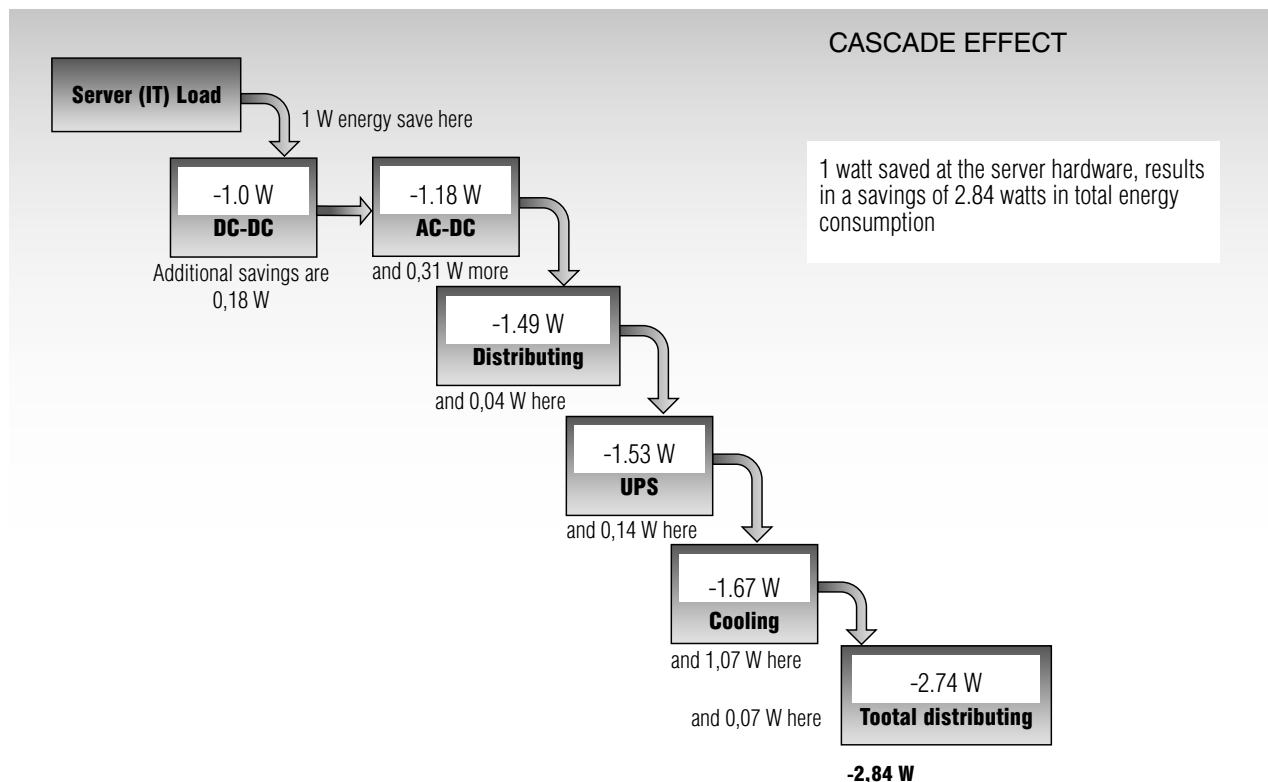 CASCADE EFFECT
Server (IT) Load
1 W energy save here
1 watt saved at the server hardware, results
in a savings of 2.84 watts in total energy
consumption
-1.0 W
DC-DC
Additional savings are
0,18 W
-1.18 W
AC-DC
and 0,31 W more
-1.49 W
Distributing
and 0,04 W here
-1.53 W
UPS
and 0,14 W here
-1.67 W
Cooling
and 1,07 W here
-2.74 W
Tootal distributing
and 0,07 W here
-2,84 W